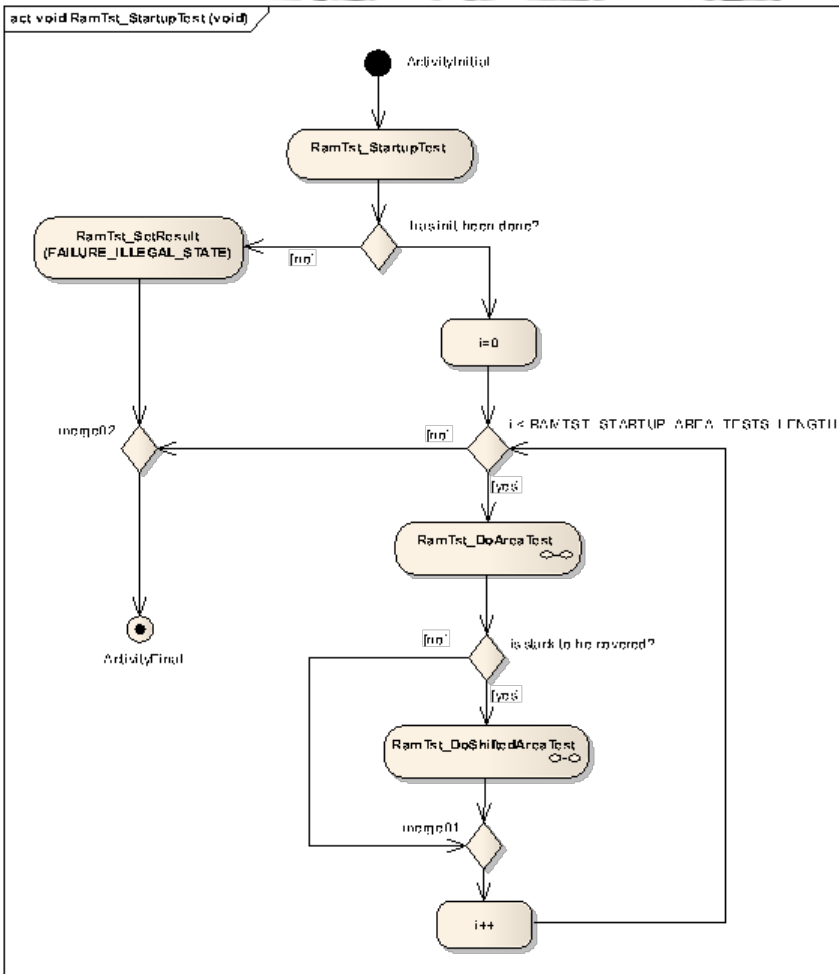 act void RamTst_StartupTest (void)
ActivityInitial
RamTst_StartupTest
has init been done?
RamTst_SetResult
(FAILURE_ILLEGAL_STATE)
[no]
i=0
merge02
[no]
i < RAMTST_STARTUP_AREA_TESTS_LENGTH
[yes]
RamTst_DoAreaTest
[no]
is stack to be covered?
ActivityFinal
[yes]
RamTst_DoShiftedAreaTest
merge01
i++